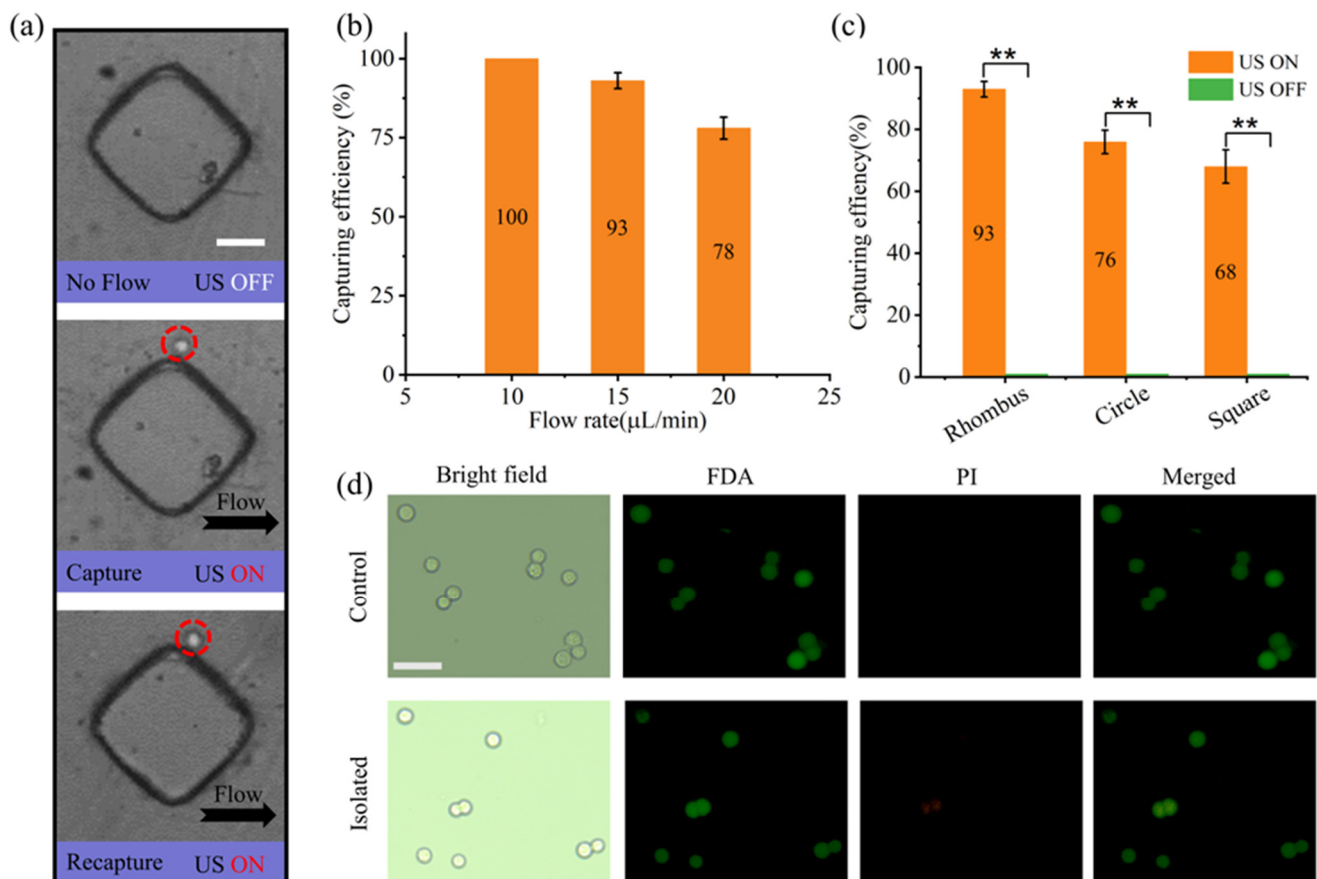 (a)
No Flow US OFF
Flow
Capture US ON
Flow
Recapture US ON
(b)
Capturing efficiency (%)
100
75
50
25
0
100
93
78
5 10 15 20 25
Flow rate(μL/min)
(c)
Capturing effiency(%)
100
80
60
40
20
0
US ON
US OFF
**
**
**
93
76
68
Rhombus
Circle
Square
(d)
Bright field FDA PI Merged
Control
Isolated